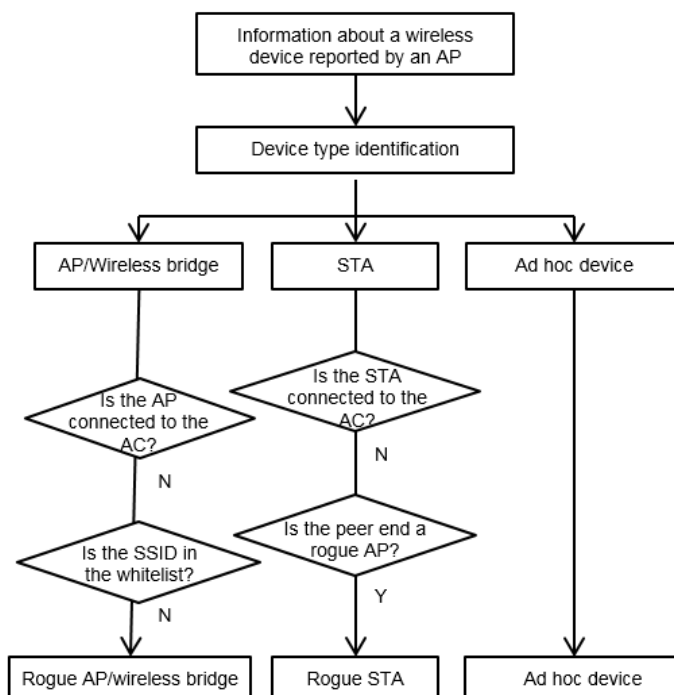 Information about a wireless
device reported by an AP
Device type identification
AP/Wireless bridge
STA
Ad hoc device
Is the AP
connected to the
AC?
Is the STA
connected to the
AC?
N
N
Is the SSID in
the whitelist?
Is the peer end a
rogue AP?
N
Y
Rogue AP/wireless bridge
Rogue STA
Ad hoc device